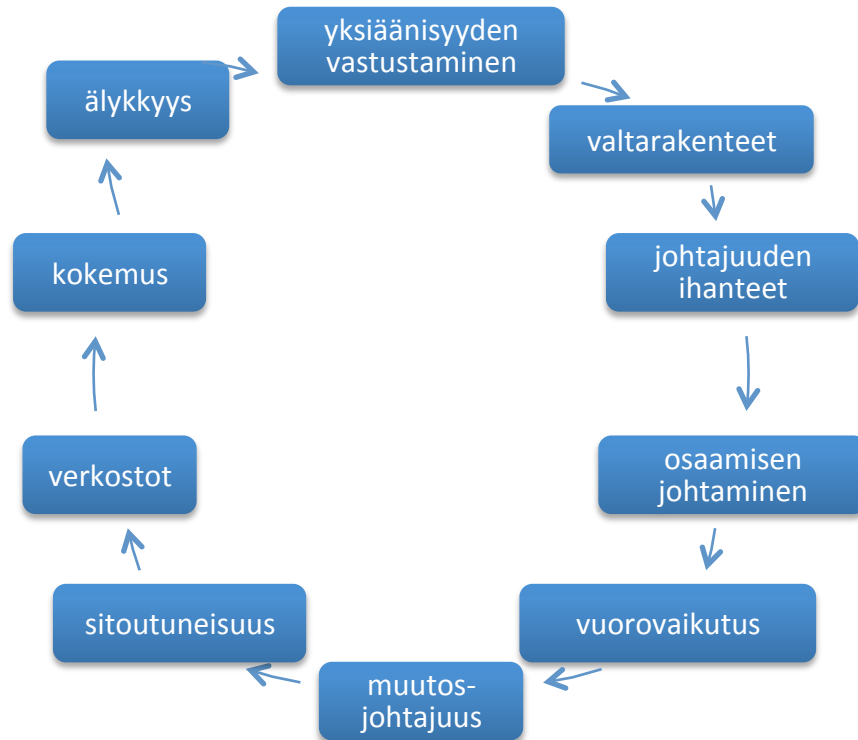 yksiäänisyyden
vastustaminen
valtarakenteet
johtajuuden
ihanteet
osaamisen
johtaminen
vuorovaikutus
muutos-
johtajuus
sitoutuneisuus
verkostot
kokemus
älykkyys